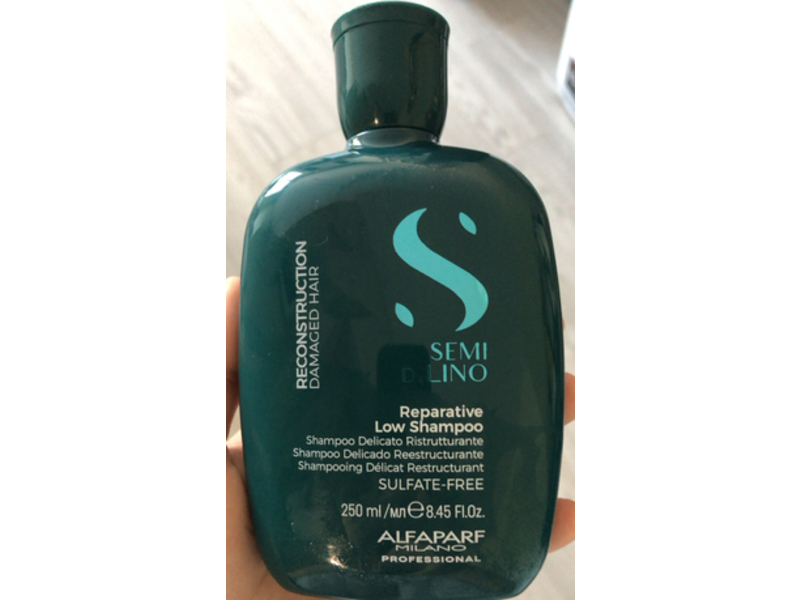 RECONSTRUCTION
DAMAGED HAIR
SEMI
DI LINO
Reparative
Low Shampoo
Shampoo Delicato Ristrutturante
Shampoo Delicado Reestructurante
Shampooing Délicat Restructurant
SULFATE-FREE
250 ml/мл℮8.45 Fl.Oz.
ALFAPARF
MILANO
PROFESSIONAL